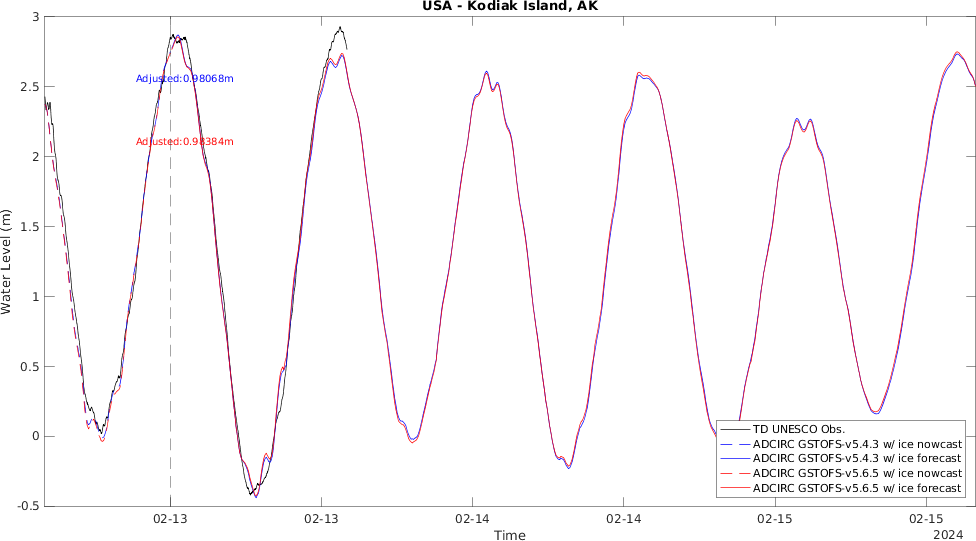 USA - Kodiak Island, AK
3
2.5
2
1.5
1
0.5
0
-0.5
Water Level (m)
Adjusted:0.98068m
Adjusted:0.98384m
TD UNESCO Obs.
ADCIRC GSTOFS-v5.4.3 w/ ice nowcast
ADCIRC GSTOFS-v5.4.3 w/ ice forecast
ADCIRC GSTOFS-v5.6.5 w/ ice nowcast
ADCIRC GSTOFS-v5.6.5 w/ ice forecast
02-13 02-13 02-14 02-14 02-15 02-15
Time
2024